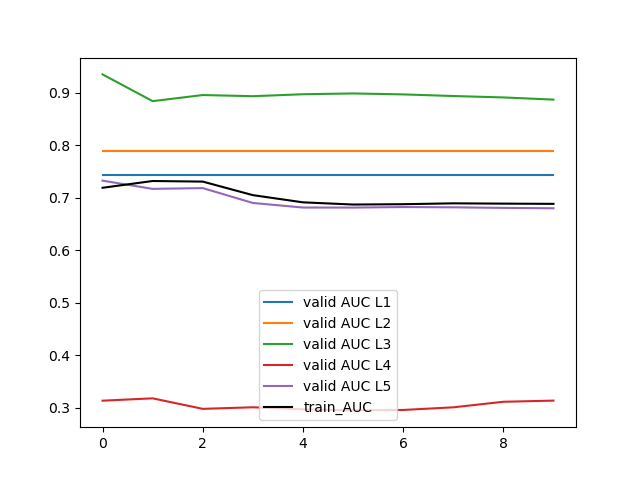 0.9
0.8
0.7
0.6
0.5
0.4
0.3
valid AUC L1
valid AUC L2
valid AUC L3
valid AUC L4
valid AUC L5
train_AUC
0 2 4 6 8